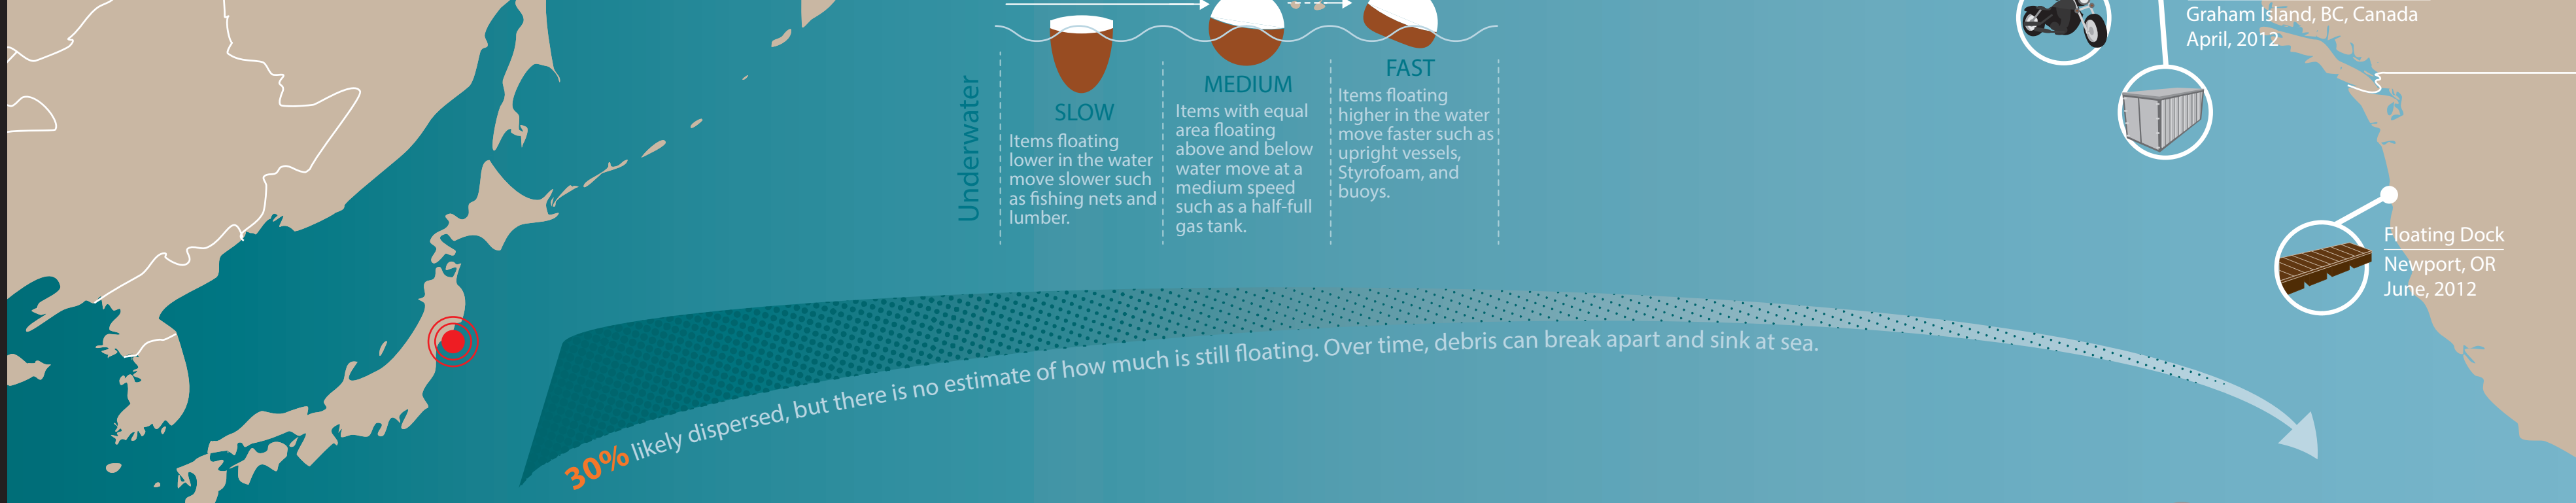 Graham Island, BC, Canada
April, 2012
Underwater
SLOW
Items floating
lower in the water
move slower such
as fishing nets and
lumber.
MEDIUM
Items with equal
area floating
above and below
water move at a
medium speed
such as a half-full
gas tank.
FAST
Items floating
higher in the water
move faster such as
upright vessels,
Styrofoam, and
buoys.
Floating Dock
Newport, OR
June, 2012
30% likely dispersed, but there is no estimate of how much is still floating. Over time, debris can break apart and sink at sea.